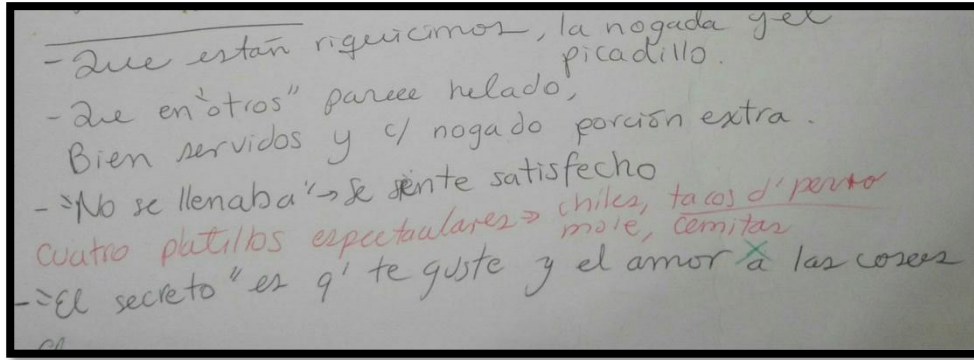 - Que están riquicimos, la nogada y el
picadillo.
- Que en "otros" parece helado,
Bien servidos y c/ nogado porción extra.
- "No se llenaba" → Se siente satisfecho
cuatro platillos espectaculares → chiles, tacos d' perro
mole, cemitas
- "El secreto" es q' te guste y el amor a las cosas